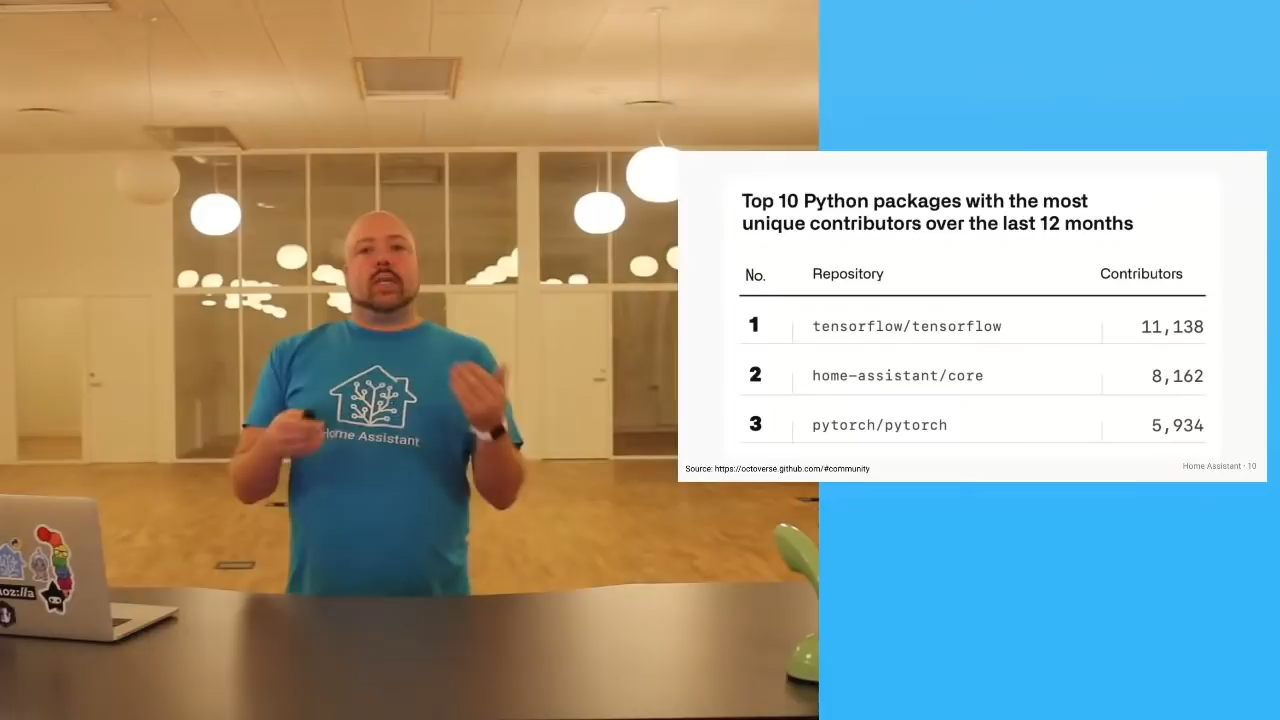 Top 10 Python packages with the most
unique contributors over the last 12 months
No. Repository Contributors
1 tensorflow/tensorflow 11,138
2 home-assistant/core 8,162
3 pytorch/pytorch 5,934
Source: https://octoverse.github.com/#community
Home Assistant · 10
Home Assistant
moz://a